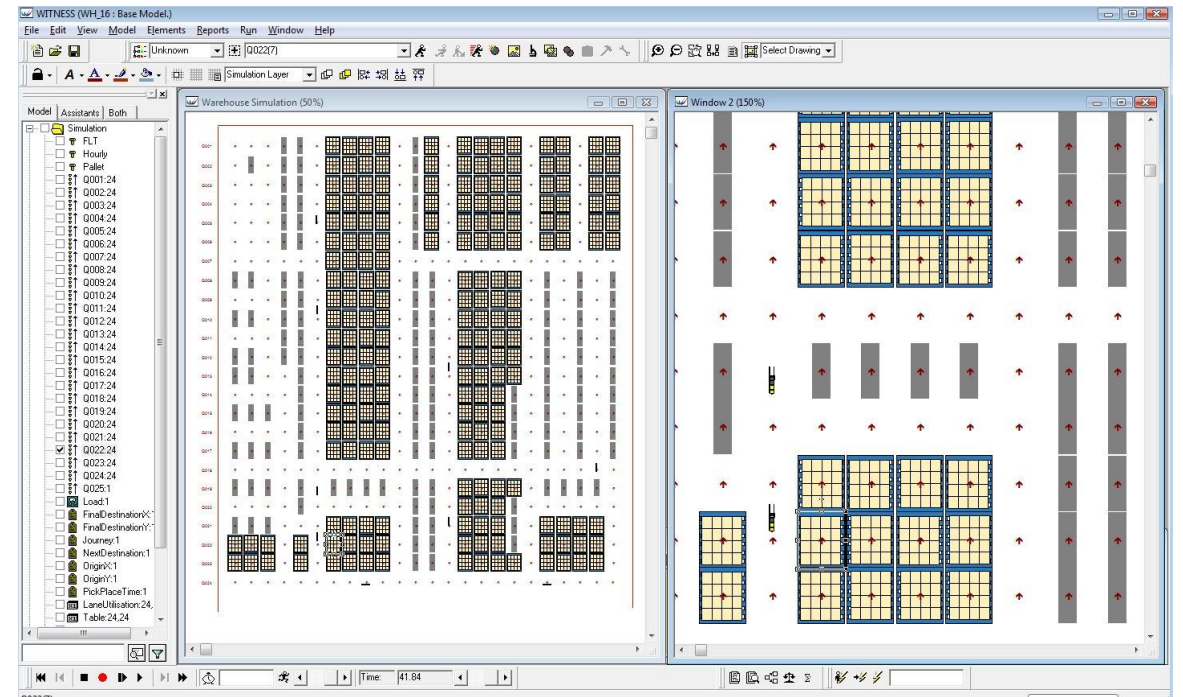 WITNESS (WH_16 : Base Model.)
File Edit View Model Elements Reports Run Window Help
Unknown Q022(7) Select Drawing
A A Simulation Layer
Model Assistants Both
Simulation
FLT
Hourly
Pallet
Q001:24
Q002:24
Q003:24
Q004:24
Q005:24
Q006:24
Q007:24
Q008:24
Q009:24
Q010:24
Q011:24
Q012:24
Q013:24
Q014:24
Q015:24
Q016:24
Q017:24
Q018:24
Q019:24
Q020:24
Q021:24
Q022:24
Q023:24
Q024:24
Q025:1
Load:1
FinalDestinationX:
FinalDestinationY:
Journey:1
NextDestination:1
OriginX:1
OriginY:1
PickPlaceTime:1
LaneUtilisation:24,
Table:24,24
Warehouse Simulation (50%)
Window 2 (150%)
Time: 41.84